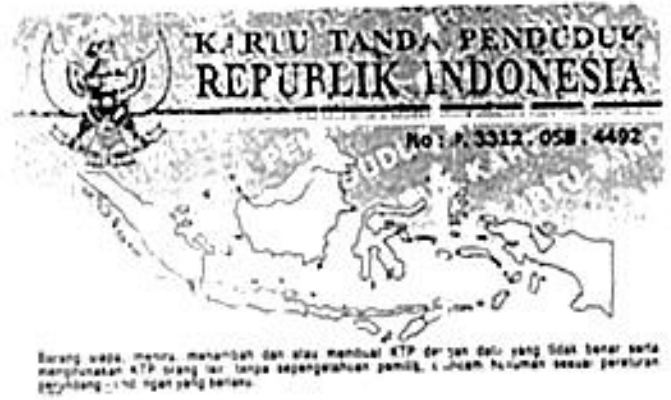 KARTU TANDA PENDUDUK
REPUBLIK INDONESIA
No : P. 3312.058.4492
Barang siapa, meniru, menambah dan atau membuat KTP dengan data yang tidak benar serta
menggunakan KTP orang lain tanpa sepengetahuan pemilik, diancam hukuman sesuai peraturan
perundang-undangan yang berlaku.